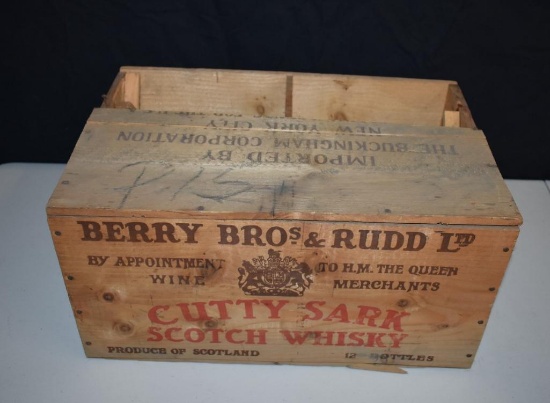 IMPORTED BY
THE BUCKINGHAM CORPORATION
NEW YORK CITY
BERRY BROS & RUDD LTD
BY APPOINTMENT TO H.M. THE QUEEN
WINE MERCHANTS
CUTTY SARK
SCOTCH WHISKY
PRODUCE OF SCOTLAND 12 BOTTLES